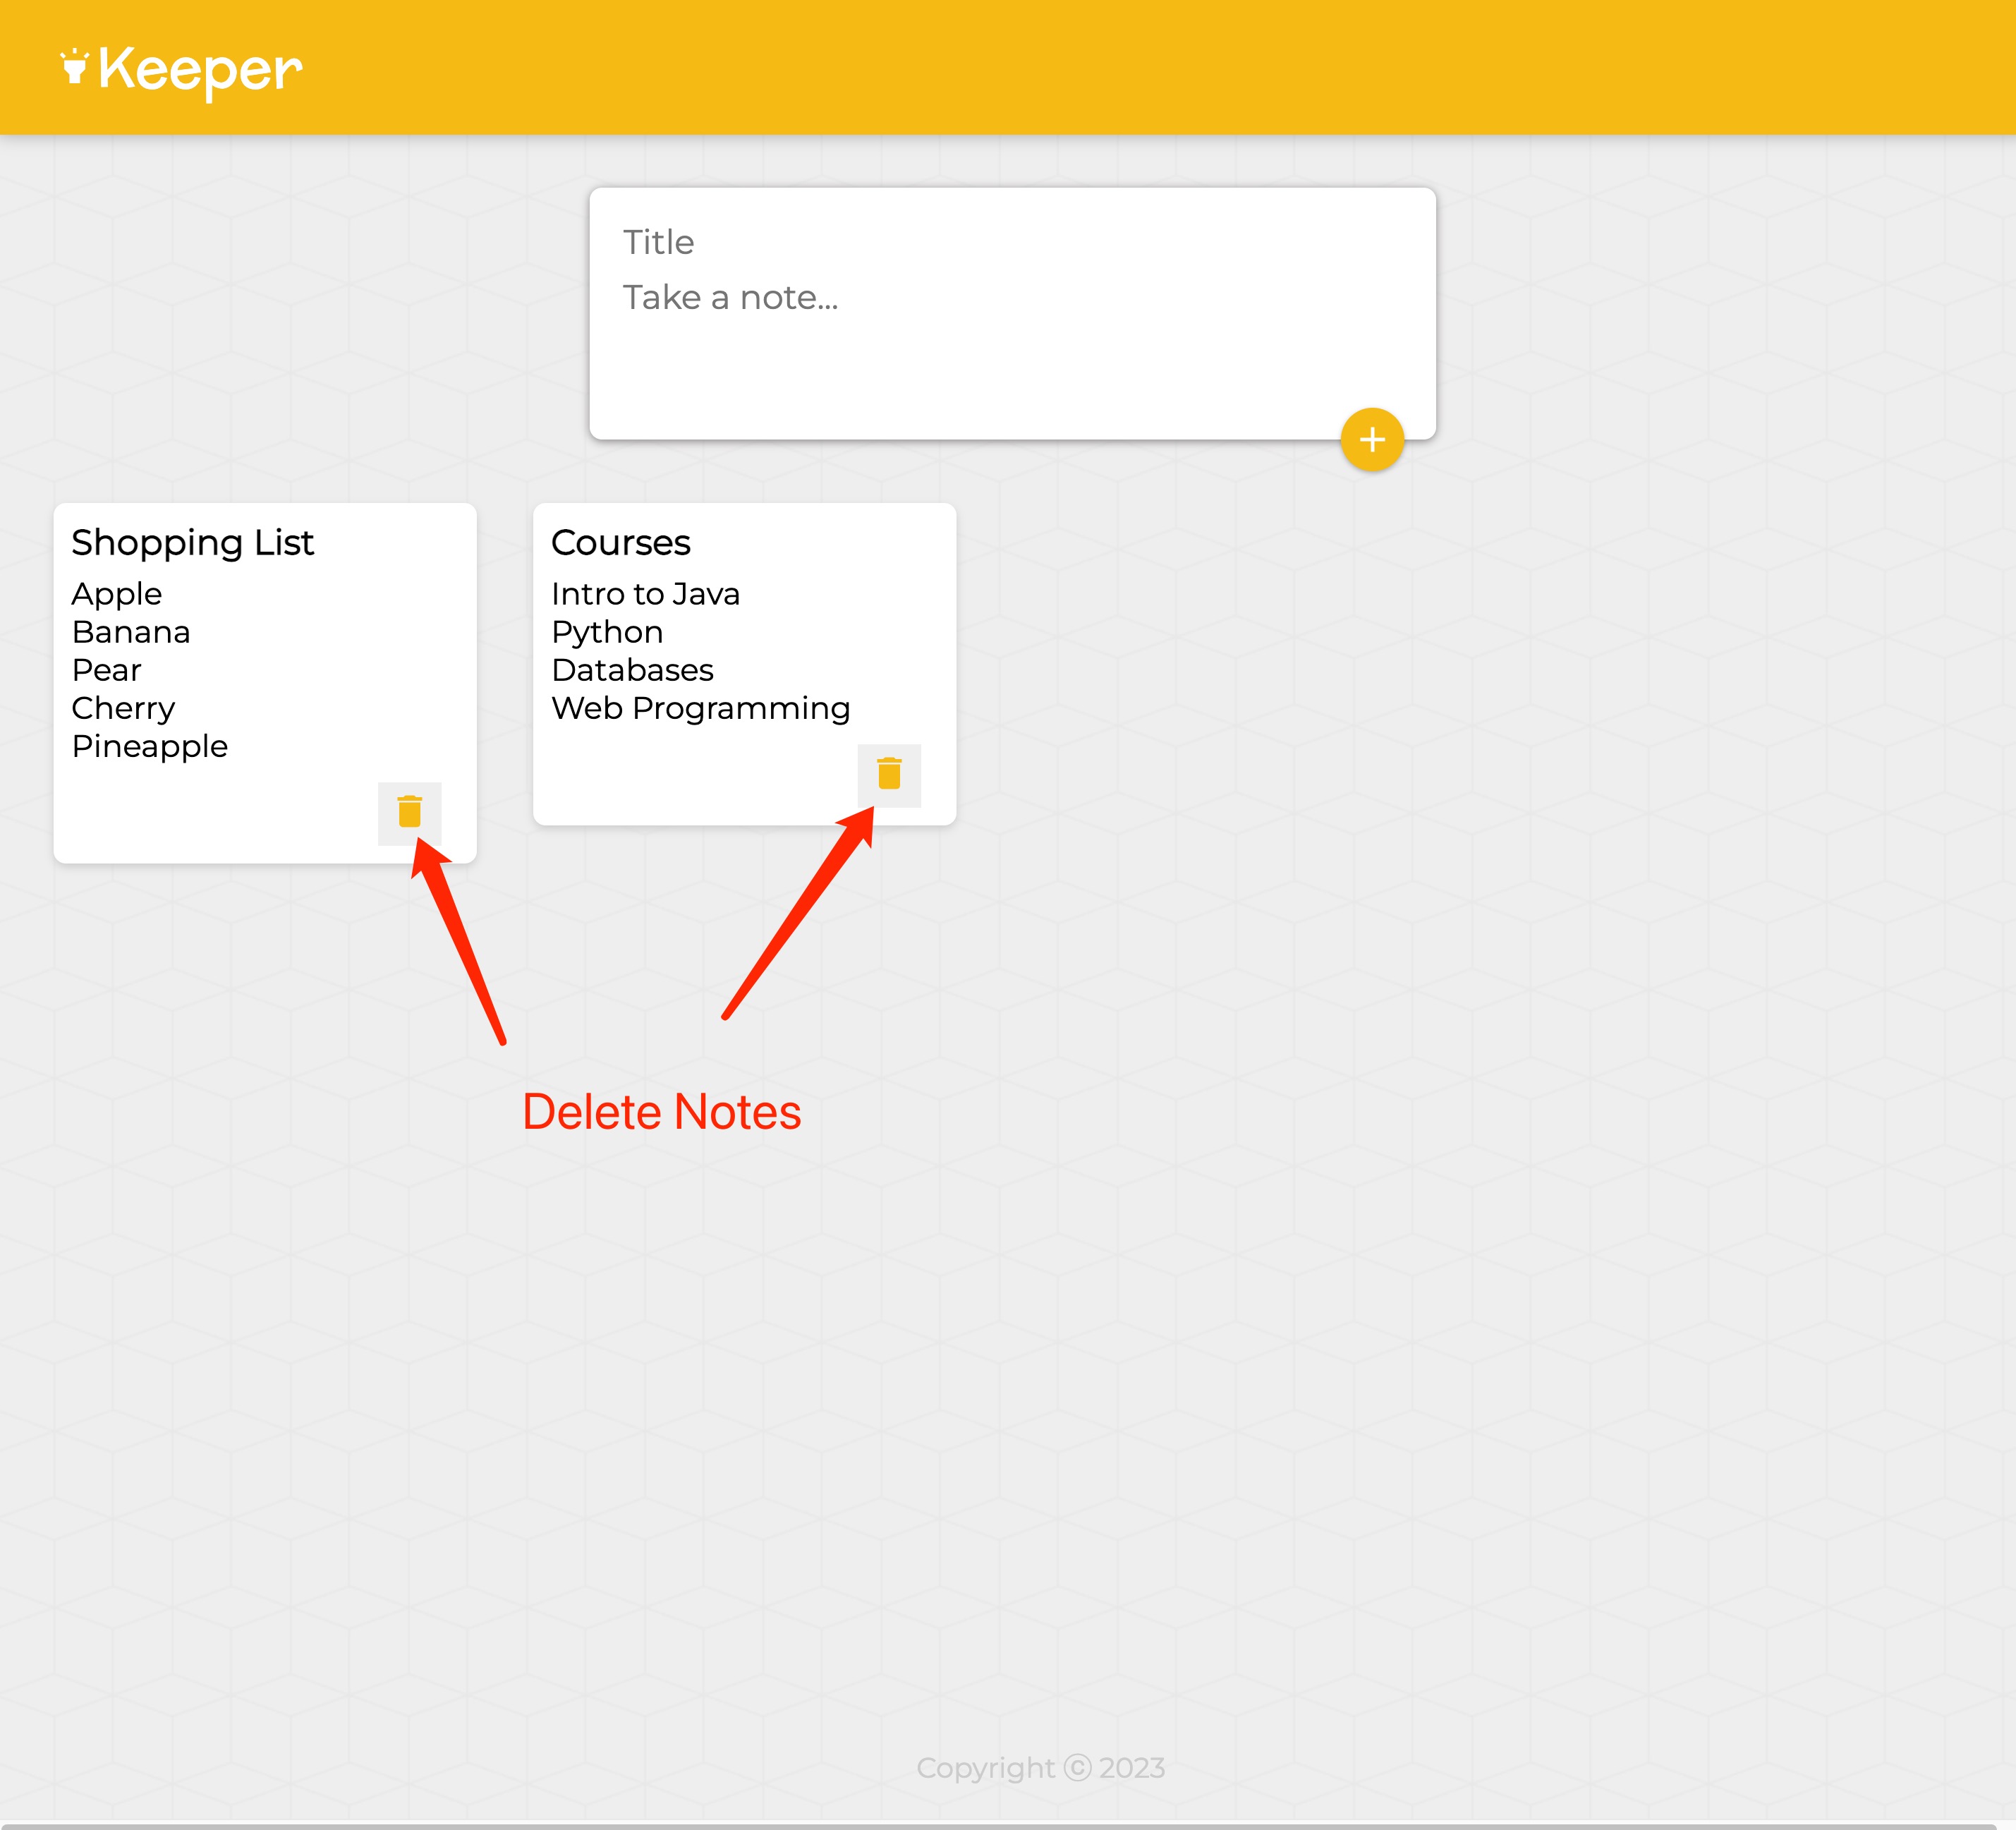 Keeper
Title
Take a note...
Shopping List
Apple
Banana
Pear
Cherry
Pineapple
Courses
Intro to Java
Python
Databases
Web Programming
Delete Notes
Copyright ⓒ 2023